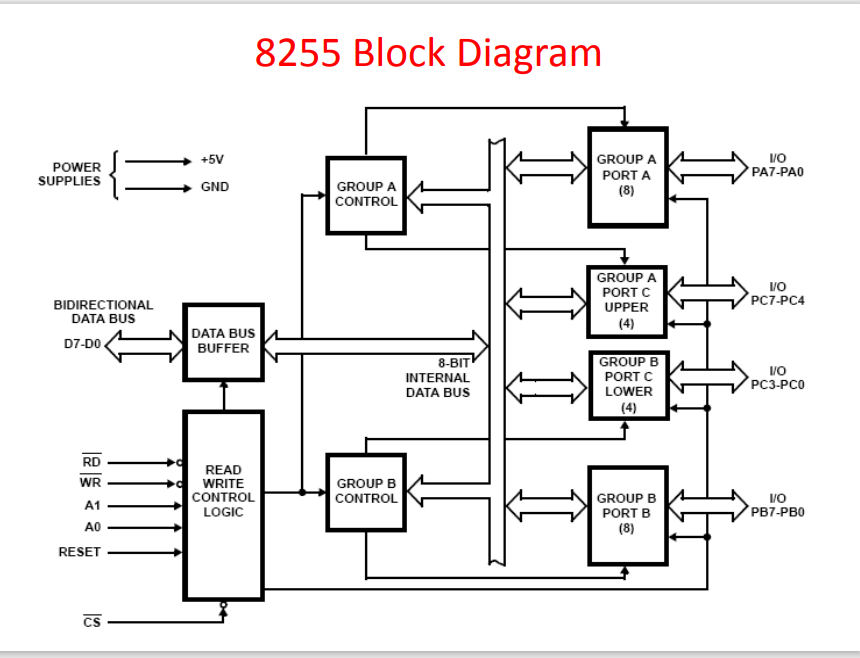 8255 Block Diagram
POWER
SUPPLIES
+5V
GND
GROUP A
CONTROL
GROUP A
PORT A
(8)
I/O
PA7-PA0
GROUP A
PORT C
UPPER
(4)
I/O
PC7-PC4
BIDIRECTIONAL
DATA BUS
D7-D0
DATA BUS
BUFFER
8-BIT
INTERNAL
DATA BUS
GROUP B
PORT C
LOWER
(4)
I/O
PC3-PC0
RD
WR
A1
A0
RESET
CS
READ
WRITE
CONTROL
LOGIC
GROUP B
CONTROL
GROUP B
PORT B
(8)
I/O
PB7-PB0